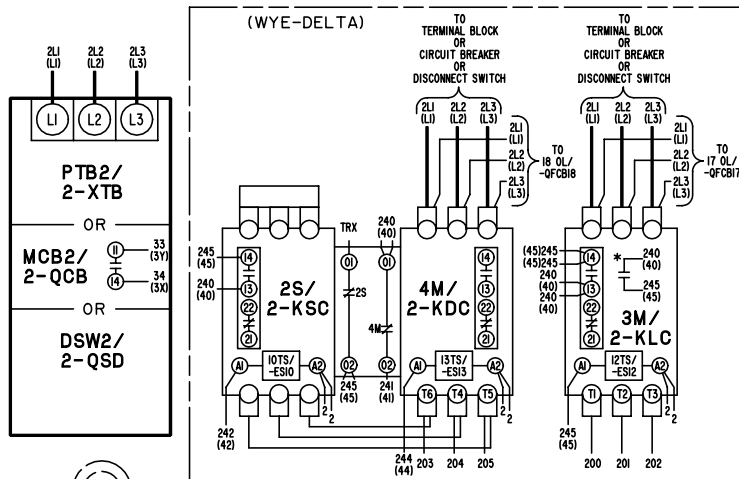 (WYE-DELTA)
TO
TERMINAL BLOCK
OR
CIRCUIT BREAKER
OR
DISCONNECT SWITCH
TO
TERMINAL BLOCK
OR
CIRCUIT BREAKER
OR
DISCONNECT SWITCH
2L1 2L2 2L3
(L1) (L2) (L3)
L1 L2 L3
PTB2/
2-XTB
OR
MCB2/
2-QCB
11
14
33
(3Y)
34
(3X)
OR
DSW2/
2-QSD
245
(45)
240
(40)
14
13
22
21
2S/
2-KSC
A1
10TS/
-ES10
A2
2
2
242
(42)
TRX
01
2S
02
245
(45)
240
(40)
01
4M
02
241
(41)
2L1 2L2 2L3
(L1) (L2) (L3)
2L1
(L1)
2L2
(L2)
2L3
(L3)
TO
18 OL/
-QFCB18
4M/
2-KDC
14
13
22
21
A1
13TS/
-ES13
A2
T6 T4 T5
2
2
244
(44)
203 204 205
2L1 2L2 2L3
(L1) (L2) (L3)
2L1
(L1)
2L2
(L2)
2L3
(L3)
TO
17 OL/
-QFCB17
(45)245
(45)245
240
(40)
240
(40)
14
13
22
21
*
240
(40)
245
(45)
3M/
2-KLC
A1
12TS/
-ES12
A2
T1 T2 T3
2
2
245
(45)
200 201 202